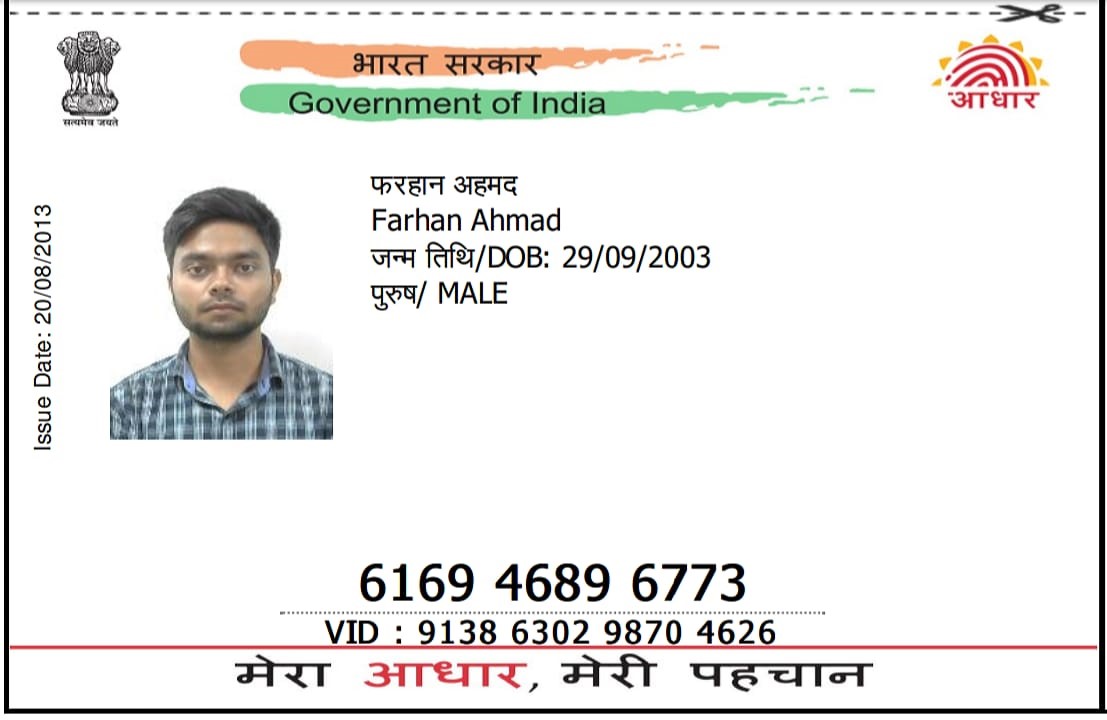 भारत सरकार
Government of India
सत्यमेव जयते
आधार
Issue Date: 20/08/2013
फरहान अहमद
Farhan Ahmad
जन्म तिथि/DOB: 29/09/2003
पुरुष/ MALE
6169 4689 6773
VID : 9138 6302 9870 4626
मेरा आधार, मेरी पहचान